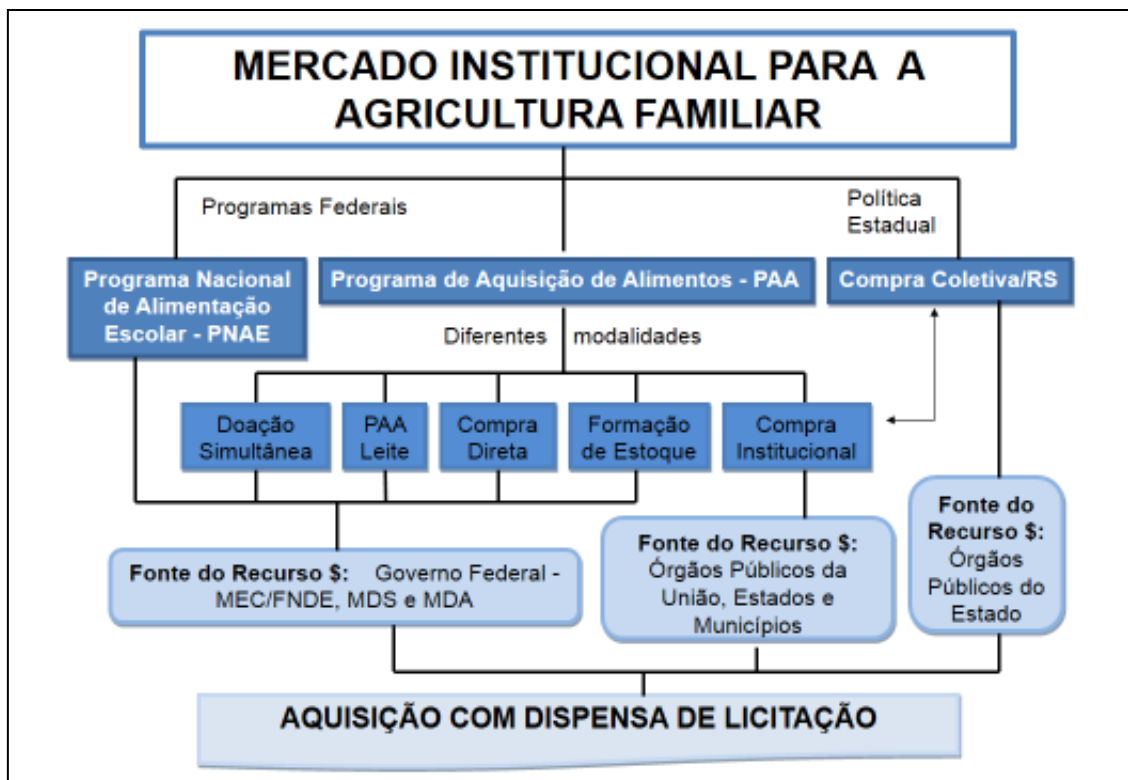 MERCADO INSTITUCIONAL PARA A
AGRICULTURA FAMILIAR
Programas Federais
Política
Estadual
Programa Nacional
de Alimentação
Escolar - PNAE
Programa de Aquisição de Alimentos - PAA
Compra Coletiva/RS
Diferentes modalidades
Doação
Simultânea
PAA
Leite
Compra
Direta
Formação
de Estoque
Compra
Institucional
Fonte do Recurso $: Governo Federal -
MEC/FNDE, MDS e MDA
Fonte do Recurso $:
Órgãos Públicos da
União, Estados e
Municípios
Fonte do
Recurso $:
Órgãos
Públicos do
Estado
AQUISIÇÃO COM DISPENSA DE LICITAÇÃO